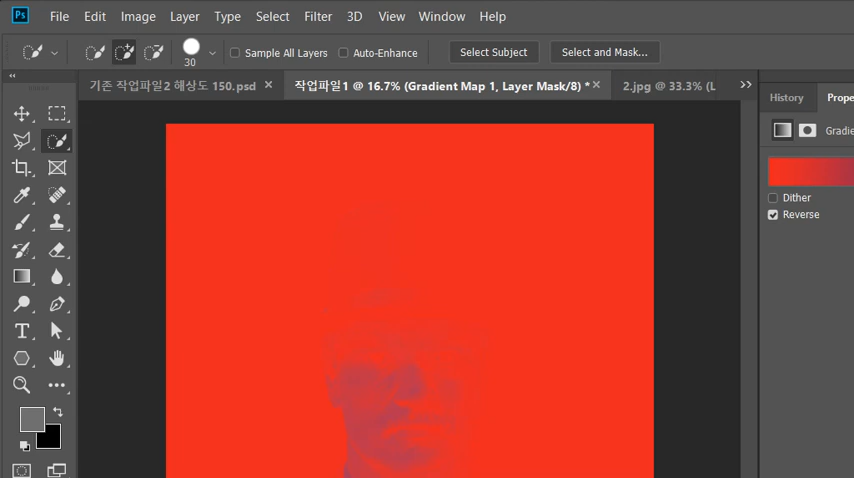 Ps File Edit Image Layer Type Select Filter 3D View Window Help
30 Sample All Layers Auto-Enhance Select Subject Select and Mask...
기존 작업파일2 해상도 150.psd × 작업파일1 @ 16.7% (Gradient Map 1, Layer Mask/8) * × 2.jpg @ 33.3% (L
History Prope
Gradie
Dither
Reverse